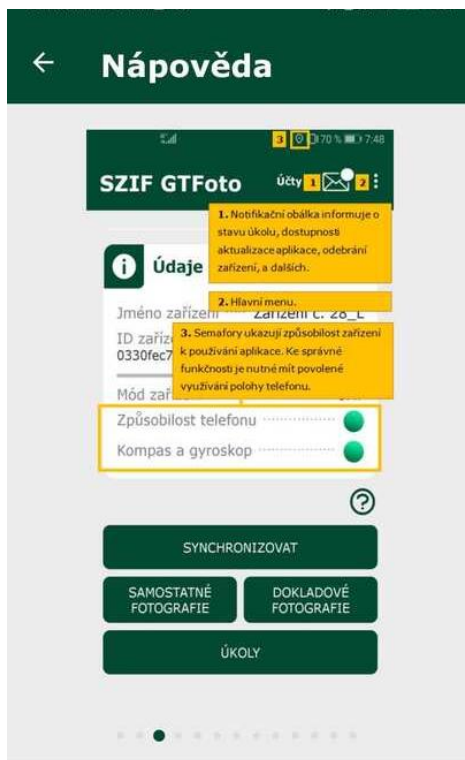 Nápověda
3 70 % 7:48
SZIF GTFoto Účty 1 2
1. Notifikační obálka informuje o
stavu úkolu, dostupnosti
aktualizace aplikace, odebrání
zařízení, a dalších.
Údaje
2. Hlavní menu.
Jméno zařízení Zařízení č. 28_L
3. Semafory ukazují způsobilost zařízení
k používání aplikace. Ke správné
funkčnosti je nutné mít povolené
využívání polohy telefonu.
ID zaříz
0330fec7
Mód zař
Způsobilost telefonu
Kompas a gyroskop
SYNCHRONIZOVAT
SAMOSTATNÉ
FOTOGRAFIE
DOKLADOVÉ
FOTOGRAFIE
ÚKOLY